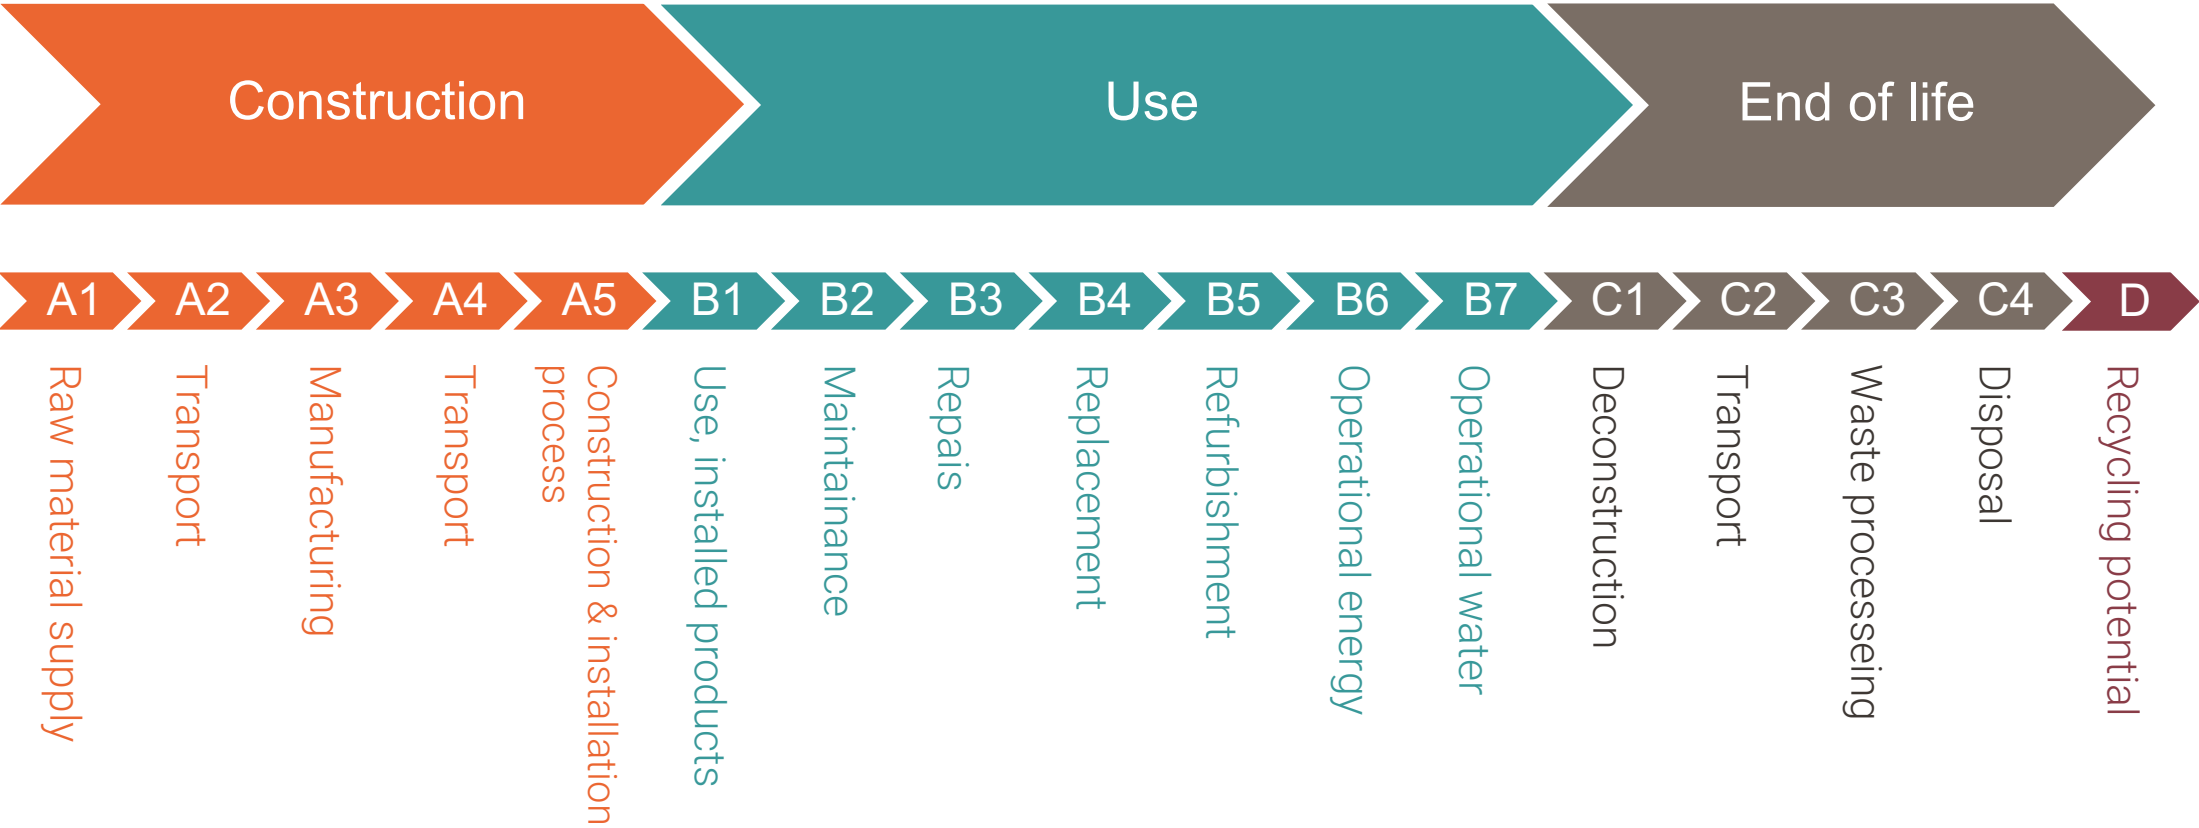 Construction
Use
End of life
A1
A2
A3
A4
A5
B1
B2
B3
B4
B5
B6
B7
C1
C2
C3
C4
D
Raw material supply
Transport
Manufacturing
Transport
Construction & installation
process
Use, installed products
Maintainance
Repais
Replacement
Refurbishment
Operational energy
Operational water
Deconstruction
Transport
Waste processeing
Disposal
Recycling potential